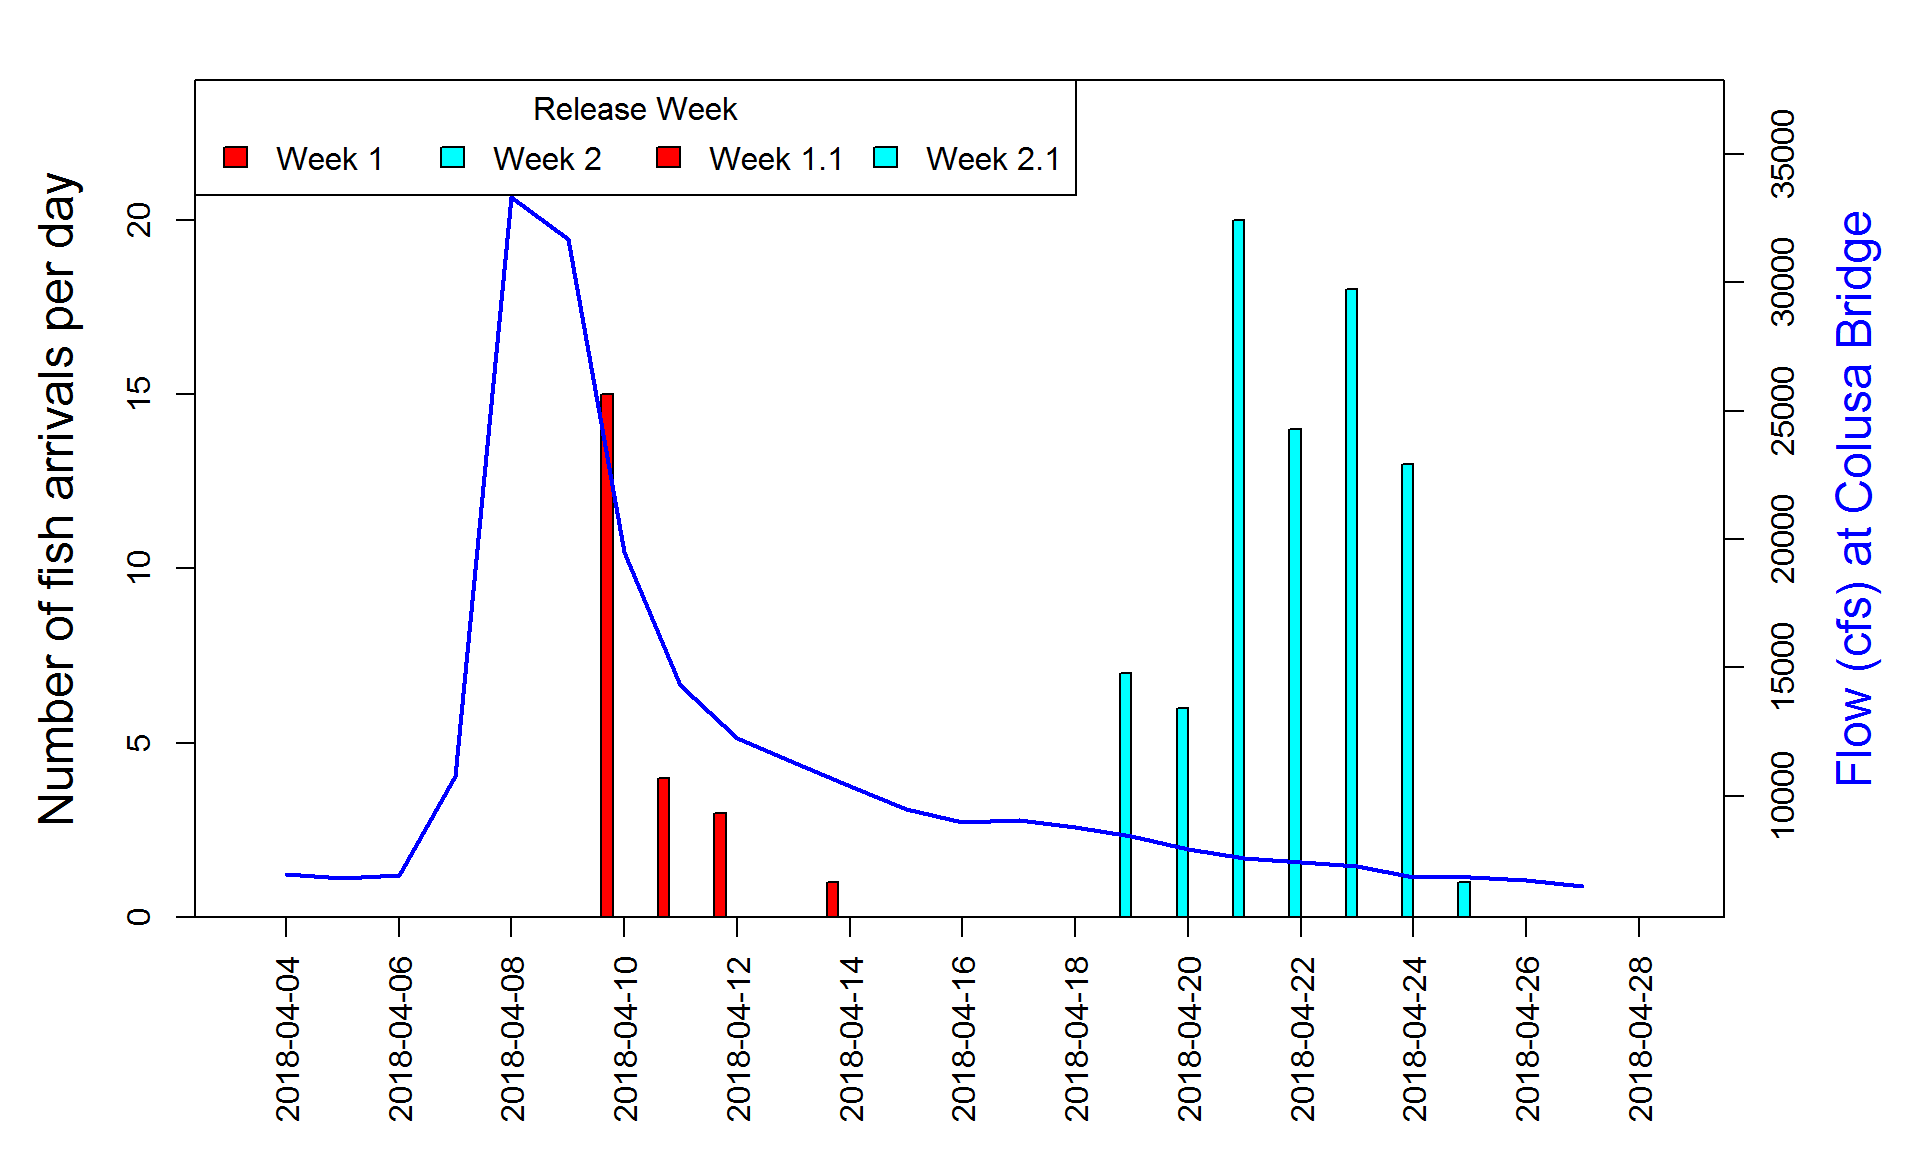 Release Week
Week 1 Week 2 Week 1.1 Week 2.1
Number of fish arrivals per day
0 5 10 15 20
10000 15000 20000 25000 30000 35000
Flow (cfs) at Colusa Bridge
2018-04-04 2018-04-06 2018-04-08 2018-04-10 2018-04-12 2018-04-14 2018-04-16 2018-04-18 2018-04-20 2018-04-22 2018-04-24 2018-04-26 2018-04-28